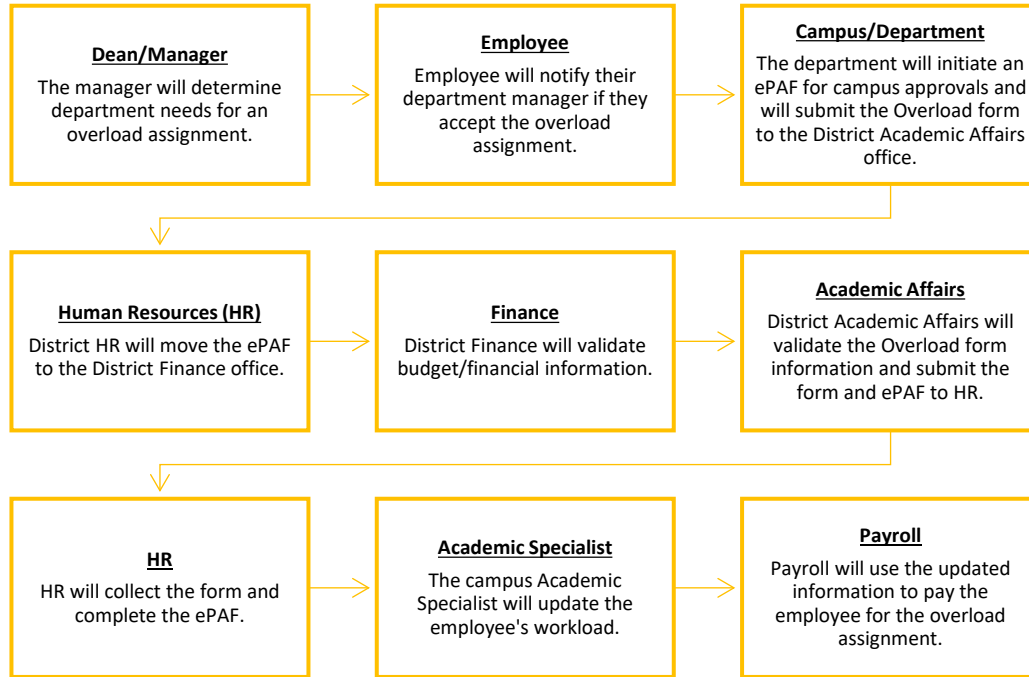 Dean/Manager
The manager will determine
department needs for an
overload assignment.
Employee
Employee will notify their
department manager if they
accept the overload
assignment.
Campus/Department
The department will initiate an
ePAF for campus approvals and
will submit the Overload form
to the District Academic Affairs
office.
Human Resources (HR)
District HR will move the ePAF
to the District Finance office.
Finance
District Finance will validate
budget/financial information.
Academic Affairs
District Academic Affairs will
validate the Overload form
information and submit the
form and ePAF to HR.
HR
HR will collect the form and
complete the ePAF.
Academic Specialist
The campus Academic
Specialist will update the
employee's workload.
Payroll
Payroll will use the updated
information to pay the
employee for the overload
assignment.